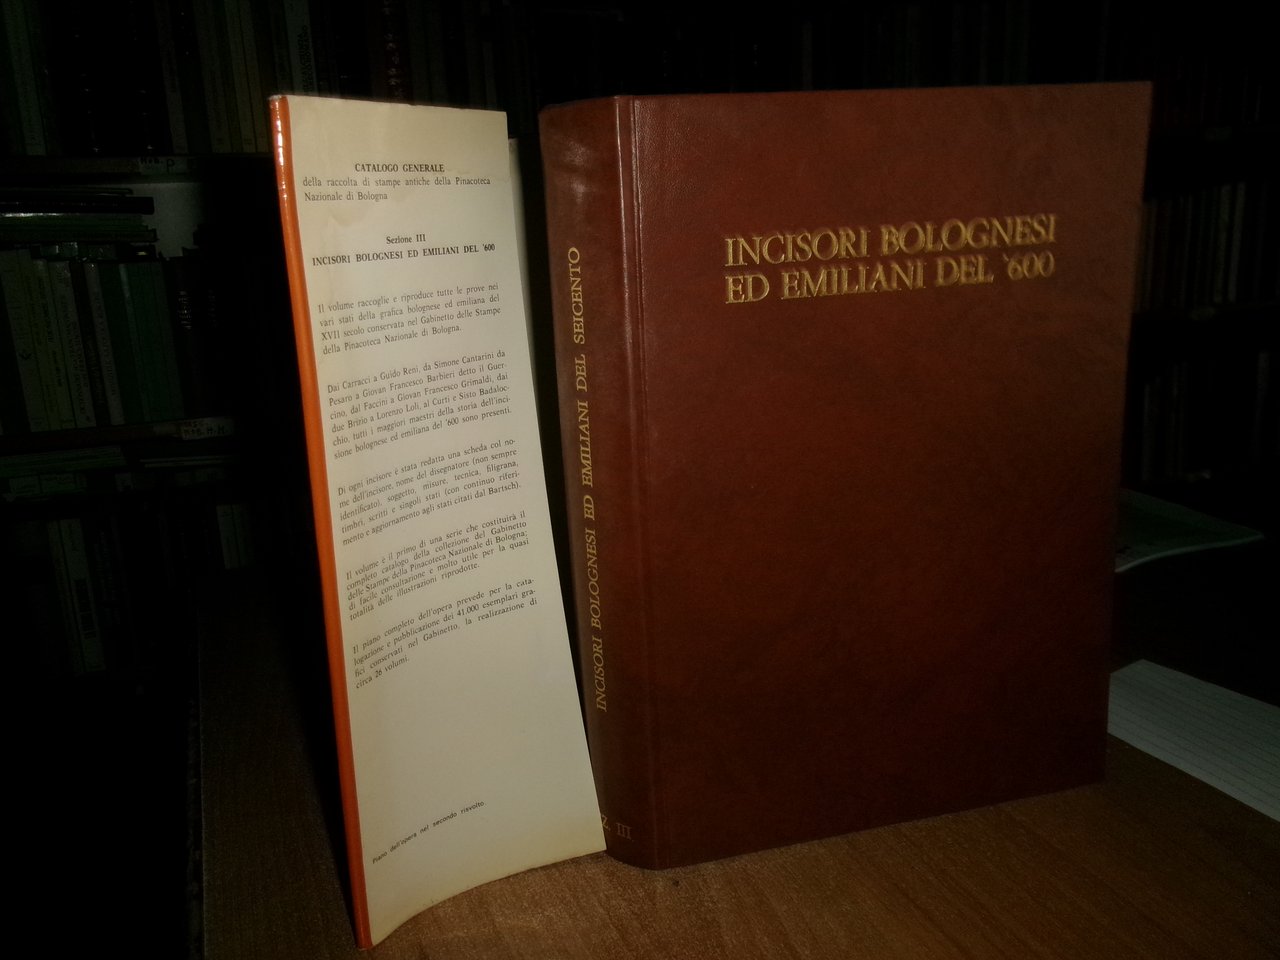 CATALOGO GENERALE
della raccolta di stampe antiche della Pinacoteca
Nazionale di Bologna
Sezione III
INCISORI BOLOGNESI ED EMILIANI DEL '600
Il volume raccoglie e riproduce tutte le prove nei
vari stati della grafica bolognese ed emiliana del
XVII secolo conservata nel Gabinetto delle Stampe
della Pinacoteca Nazionale di Bologna.
Dai Carracci a Guido Reni, da Simone Cantarini da
Pesaro a Giovan Francesco Barbieri detto il Guer-
cino, dal Faccini a Giovan Francesco Grimaldi, dai
due Brizio a Lorenzo Loli, al Curti e Sisto Badaloc-
chio, tutti i maggiori maestri della storia dell'inci-
sione bolognese ed emiliana del '600 sono presenti.
Di ogni incisore è stata redatta una scheda col no-
me dell'incisore, nome del disegnatore (non sempre
identificato), soggetto, misure, tecnica, filigrana,
timbri, scritti e singoli stati (con continuo riferi-
mento e aggiornamento agli stati citati dal Bartsch).
Il volume è il primo di una serie che costituirà il
completo catalogo della collezione del Gabinetto
delle Stampe della Pinacoteca Nazionale di Bologna;
di facile consultazione e molto utile per la quasi
totalità delle illustrazioni riprodotte.
Il piano completo dell'opera prevede per la cata-
logazione e pubblicazione dei 41.000 esemplari gra-
fici conservati nel Gabinetto, la realizzazione di
circa 26 volumi.
Piano dell'opera nel secondo risvolto
INCISORI BOLOGNESI ED EMILIANI DEL SEICENTO
Z. III
INCISORI BOLOGNESI
ED EMILIANI DEL '600